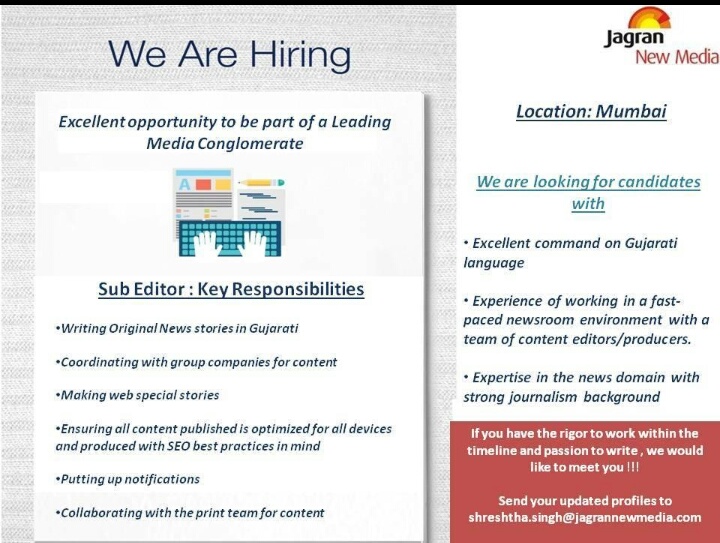 We Are Hiring
Excellent opportunity to be part of a Leading
Media Conglomerate
A
Sub Editor : Key Responsibilities
•Writing Original News stories in Gujarati
•Coordinating with group companies for content
•Making web special stories
•Ensuring all content published is optimized for all devices
and produced with SEO best practices in mind
•Putting up notifications
•Collaborating with the print team for content
Jagran
New Media
Location: Mumbai
We are looking for candidates
with
• Excellent command on Gujarati
language
• Experience of working in a fast-
paced newsroom environment with a
team of content editors/producers.
• Expertise in the news domain with
strong journalism background
If you have the rigor to work within the
timeline and passion to write , we would
like to meet you !!!
Send your updated profiles to
shreshtha.singh@jagrannewmedia.com